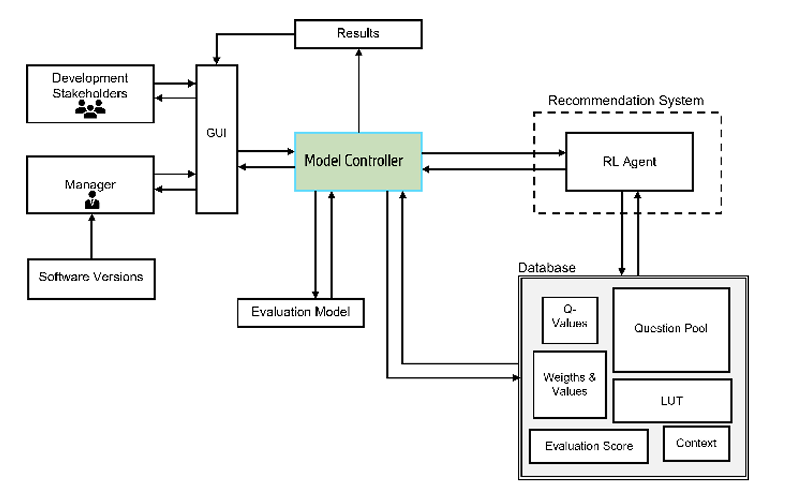 Results
Development
Stakeholders
GUI
Recommendation System
Model Controller
RL Agent
Manager
Software Versions
Evaluation Model
Database
Q-
Values
Question Pool
Weigths &
Values
LUT
Evaluation Score
Context